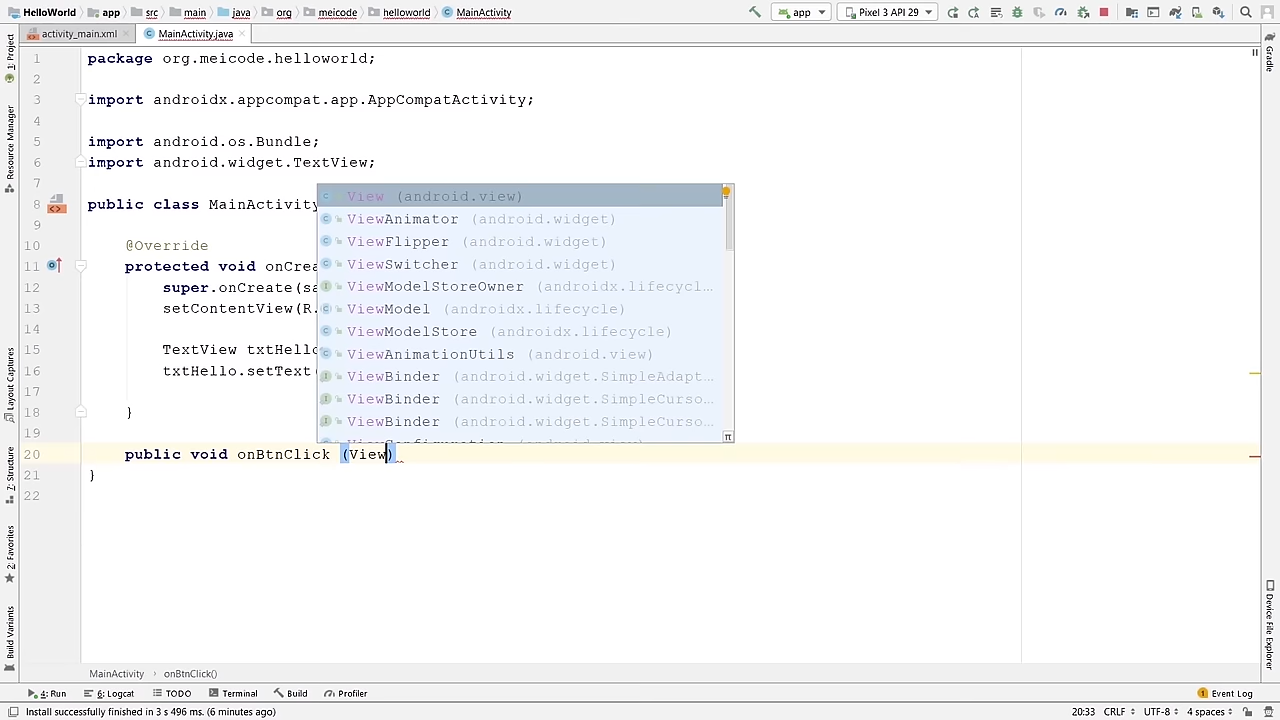 HelloWorld app src main java org meicode helloworld MainActivity app Pixel 3 API 29
activity_main.xml MainActivity.java
1 package org.meicode.helloworld;
2
3 import androidx.appcompat.app.AppCompatActivity;
4
5 import android.os.Bundle;
6 import android.widget.TextView;
7
8 public class MainActivity
9
10 @Override
11 protected void onCrea
12 super.onCreate(sa
13 setContentView(R.
14
15 TextView txtHello
16 txtHello.setText(
17
18 }
19
20 public void onBtnClick (View)
21 }
22
View (android.view)
ViewAnimator (android.widget)
ViewFlipper (android.widget)
ViewSwitcher (android.widget)
ViewModelStoreOwner (androidx.lifecycl...
ViewModel (androidx.lifecycle)
ViewModelStore (androidx.lifecycle)
ViewAnimationUtils (android.view)
ViewBinder (android.widget.SimpleAdapt...
ViewBinder (android.widget.SimpleCurso...
ViewBinder (android.widget.SimpleCurso...
1: Project
Resource Manager
Layout Captures
7: Structure
2: Favorites
Build Variants
Gradle
Device File Explorer
MainActivity › onBtnClick()
4: Run 6: Logcat TODO Terminal Build Profiler 1 Event Log
Install successfully finished in 3 s 496 ms. (6 minutes ago) 20:33 CRLF UTF-8 4 spaces